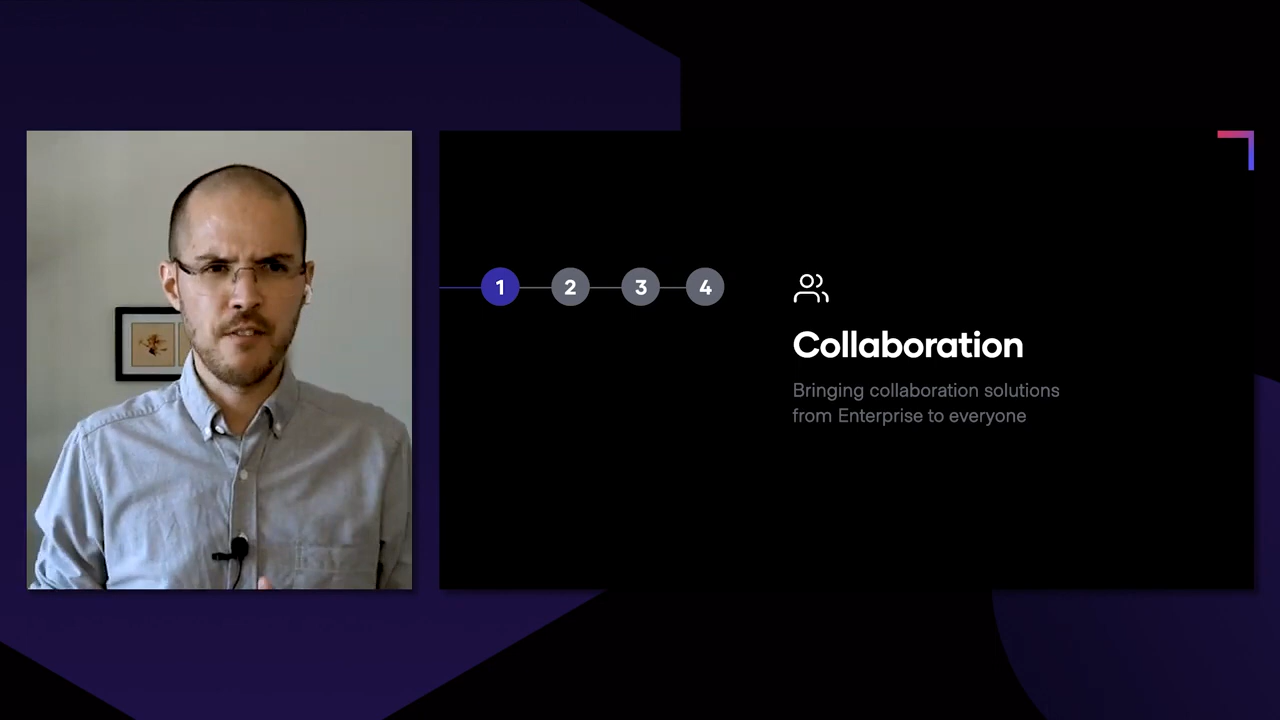 1 2 3 4
Collaboration
Bringing collaboration solutions
from Enterprise to everyone